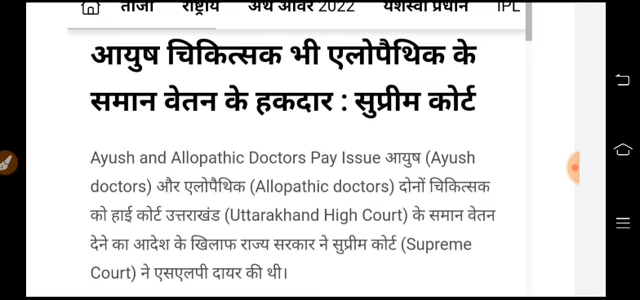 ताजा राष्ट्रीय अर्थ ऑवर 2022 यशस्वी प्रधान IPL
आयुष चिकित्सक भी एलोपैथिक के
समान वेतन के हकदार : सुप्रीम कोर्ट
Ayush and Allopathic Doctors Pay Issue आयुष (Ayush
doctors) और एलोपैथिक (Allopathic doctors) दोनों चिकित्सक
को हाई कोर्ट उत्तराखंड (Uttarakhand High Court) के समान वेतन
देने का आदेश के खिलाफ राज्य सरकार ने सुप्रीम कोर्ट (Supreme
Court) ने एसएलपी दायर की थी।